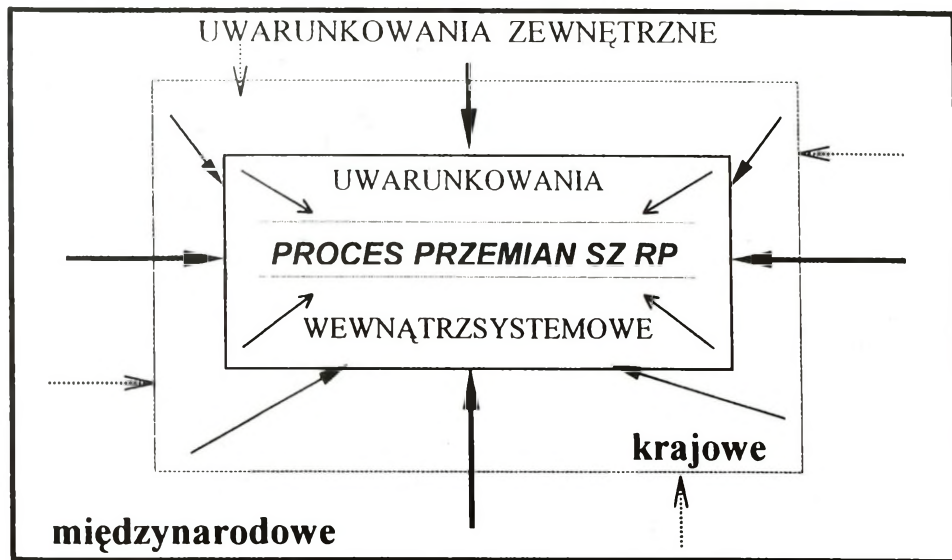 UWARUNKOWANIA ZEWNĘTRZNE
UWARUNKOWANIA
PROCES PRZEMIAN SZ RP
WEWNĄTRZSYSTEMOWE
krajowe
międzynarodowe